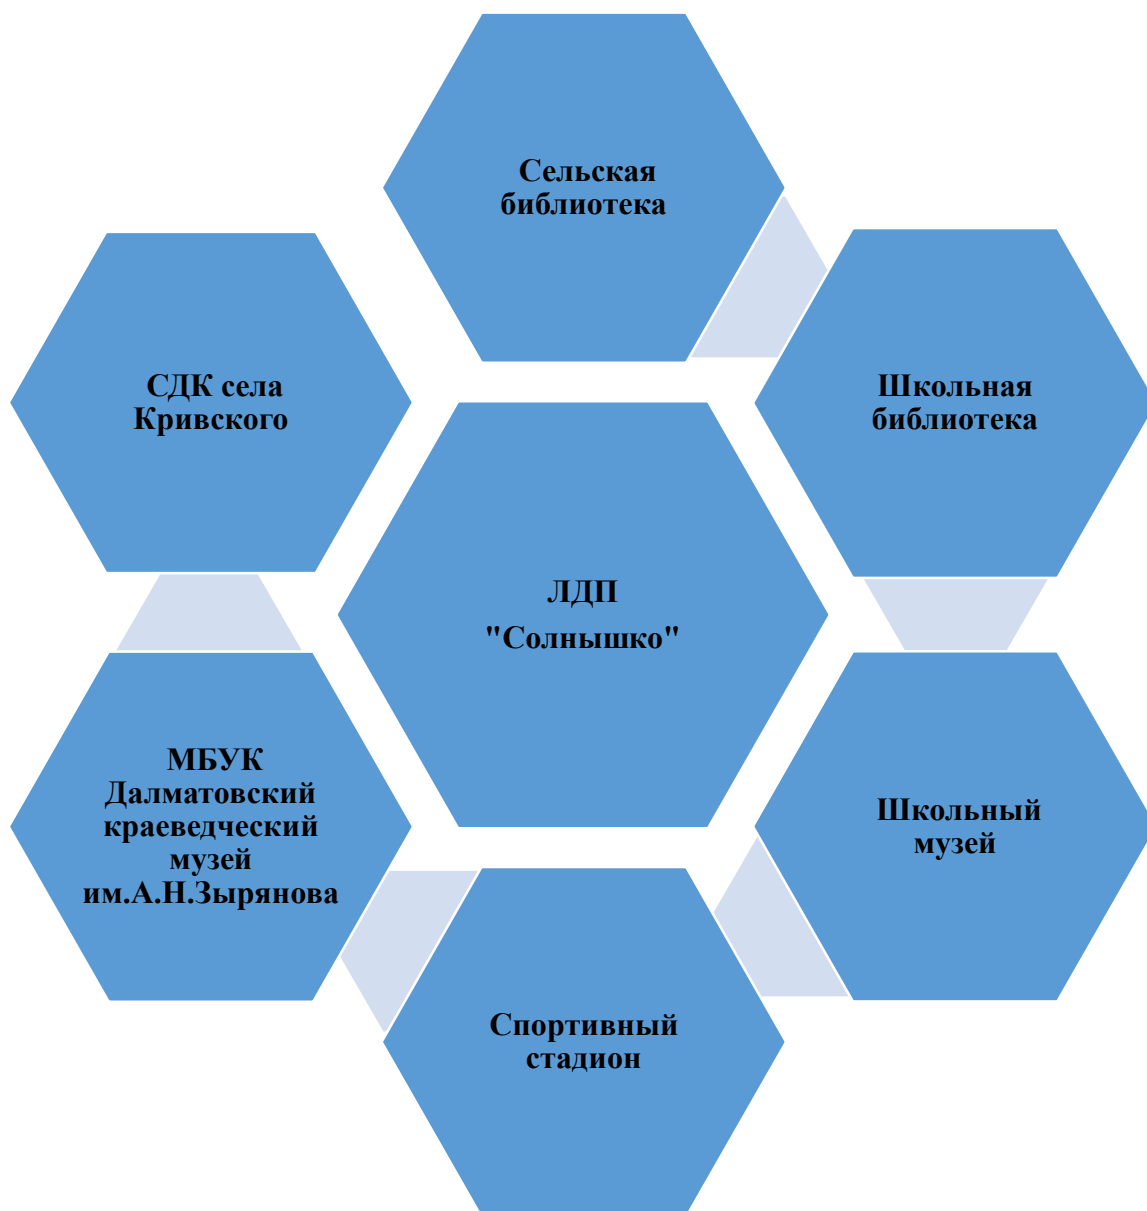 Сельская
библиотека
СДК села
Кривского
Школьная
библиотека
ЛДП
"Солнышко"
МБУК
Далматовский
краеведческий
музей
им.А.Н.Зырянова
Школьный
музей
Спортивный
стадион